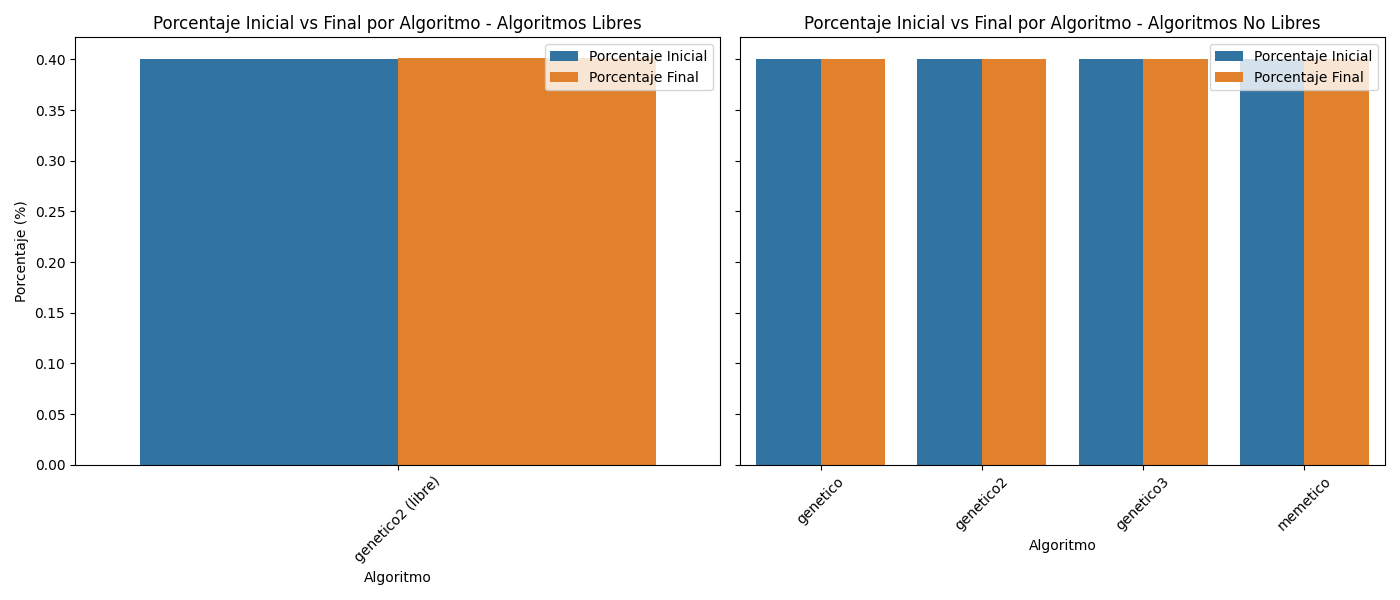 Porcentaje Inicial vs Final por Algoritmo - Algoritmos Libres
Porcentaje Inicial
Porcentaje Final
Porcentaje (%)
0.40
0.35
0.30
0.25
0.20
0.15
0.10
0.05
0.00
genetico2 (libre)
Algoritmo
Porcentaje Inicial vs Final por Algoritmo - Algoritmos No Libres
Porcentaje Inicial
Porcentaje Final
genetico
genetico2
genetico3
memetico
Algoritmo